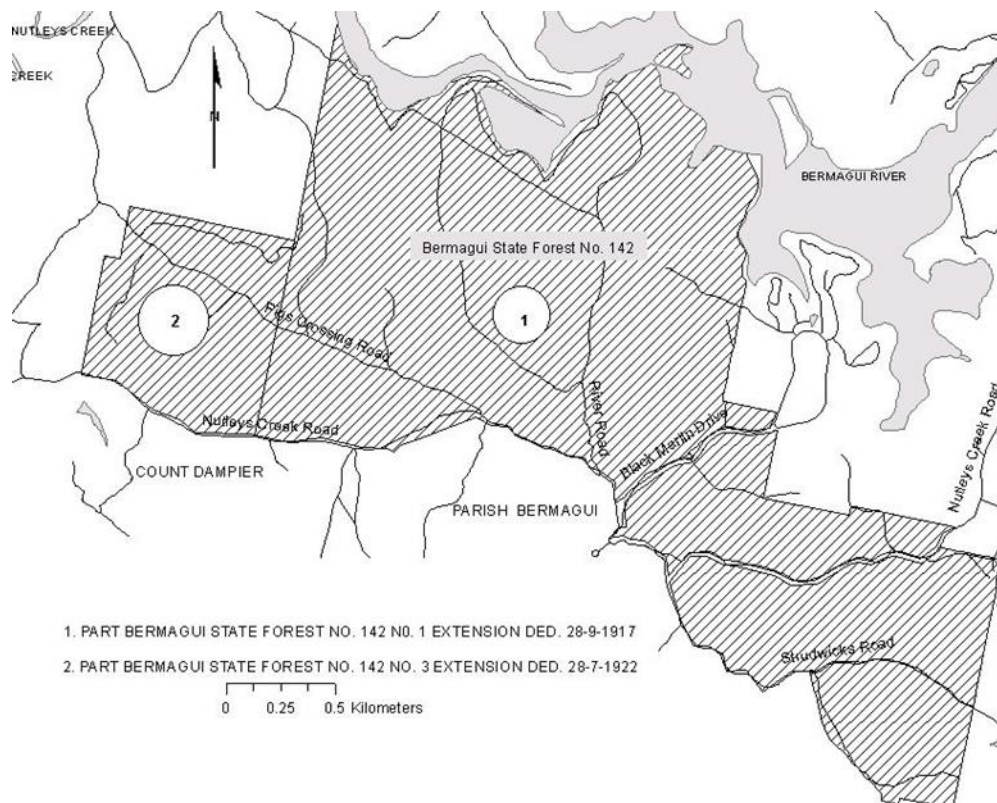 NUTLEYS CREEK
CREEK
N
BERMAGUI RIVER
Bermagui State Forest No. 142
2
1
Pigs Crossing Road
River Road
Black Marlin Drive
Nutleys Creek Road
Nutleys Creek Road
COUNT DAMPIER
PARISH BERMAGUI
Strudwicks Road
1. PART BERMAGUI STATE FOREST NO. 142 N0. 1 EXTENSION DED. 28-9-1917
2. PART BERMAGUI STATE FOREST NO. 142 NO. 3 EXTENSION DED. 28-7-1922
0 0.25 0.5 Kilometers